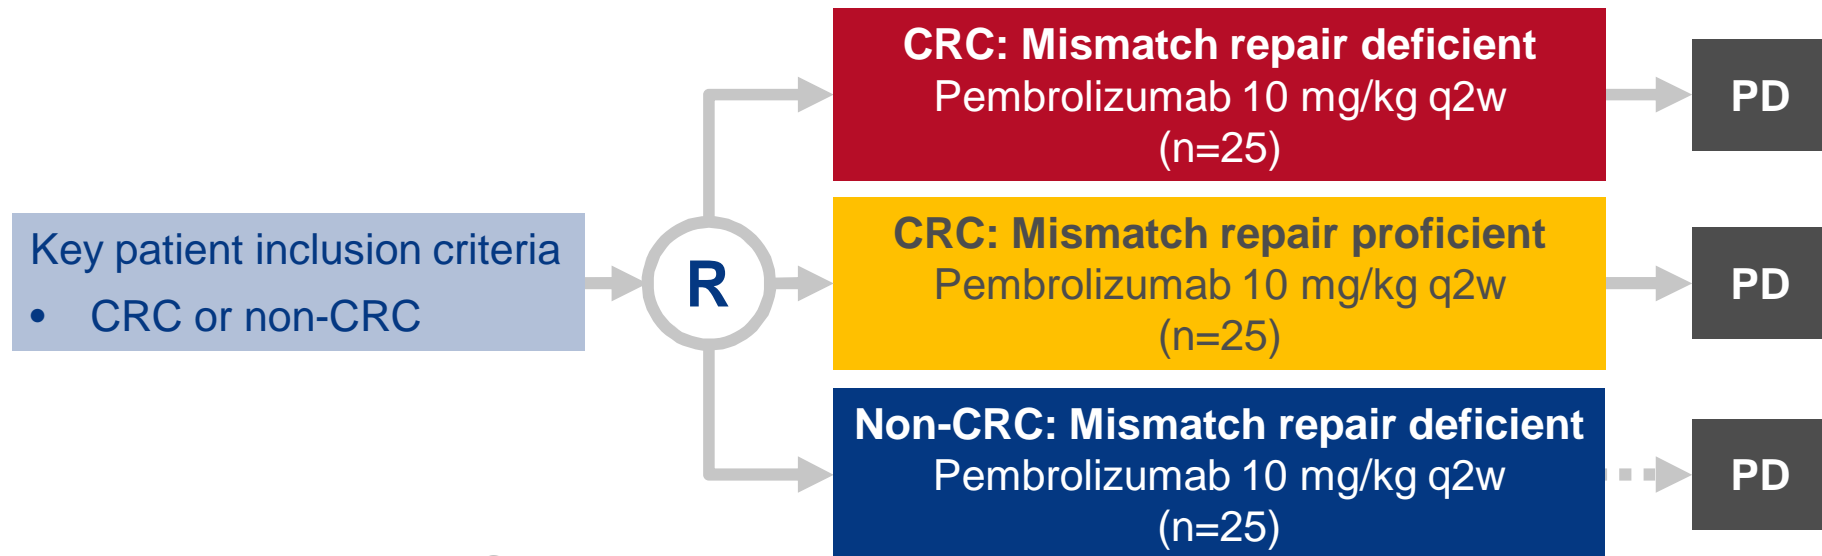 CRC: Mismatch repair deficient
Pembrolizumab 10 mg/kg q2w
(n=25)
PD
Key patient inclusion criteria
• CRC or non-CRC
R
CRC: Mismatch repair proficient
Pembrolizumab 10 mg/kg q2w
(n=25)
PD
Non-CRC: Mismatch repair deficient
Pembrolizumab 10 mg/kg q2w
(n=25)
PD